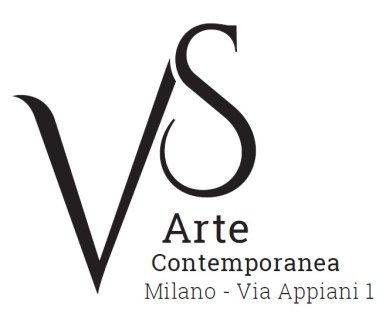 VS
Arte
Contemporanea
Milano - Via Appiani 1